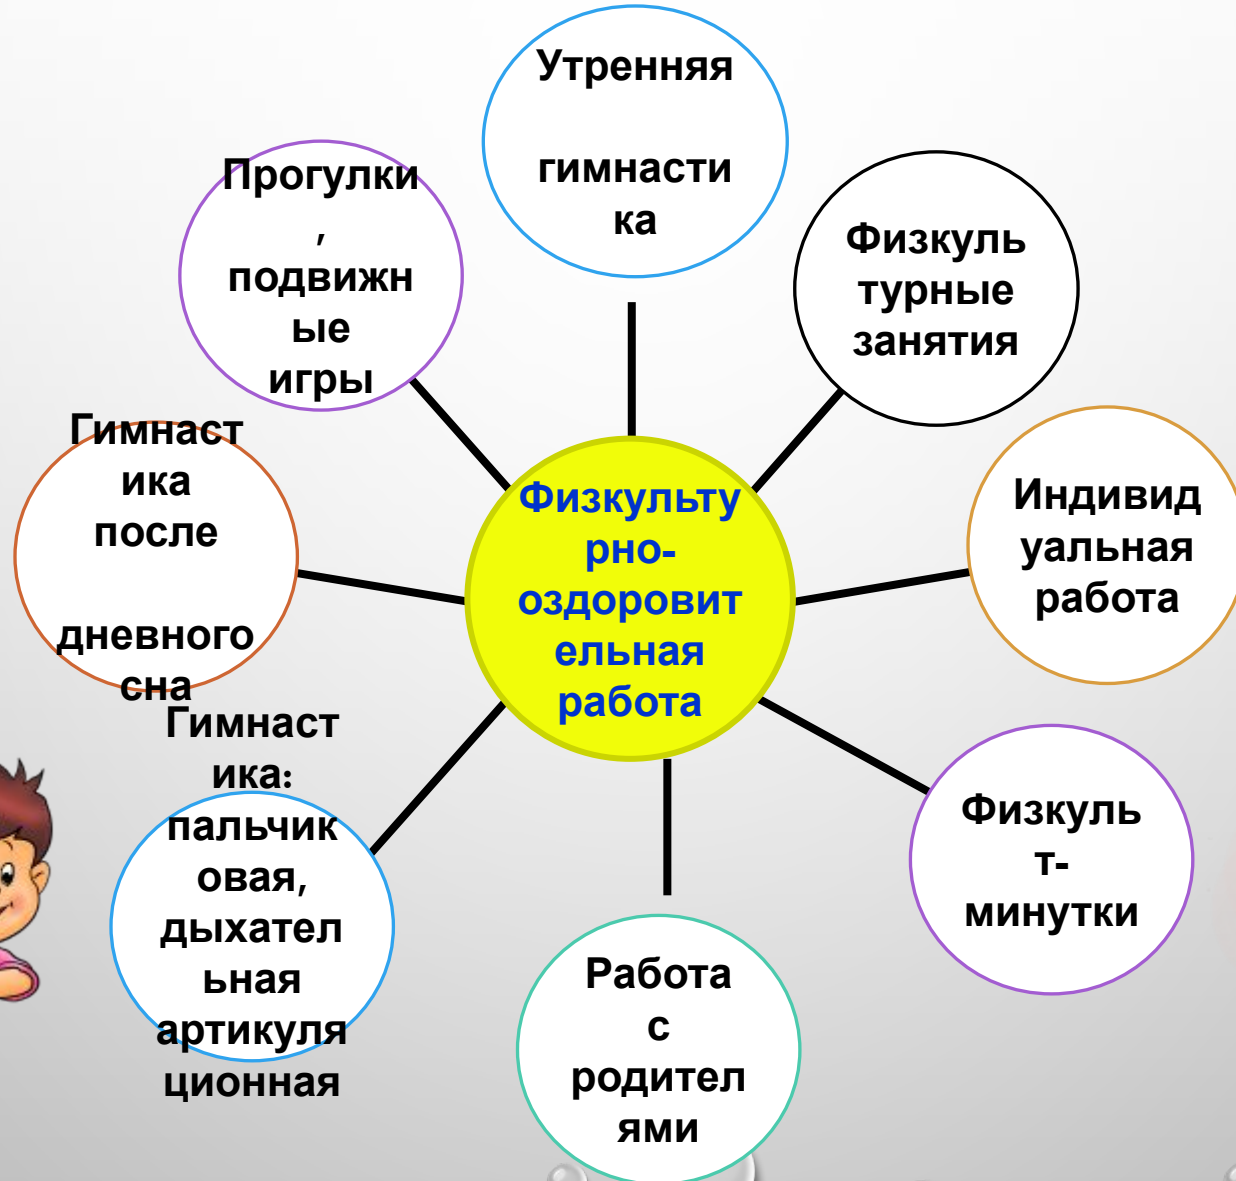 Утренняя
гимнасти
ка
Физкуль
турные
занятия
Индивид
уальная
работа
Физкуль
т-
минутки
Работа
с
родител
ями
Гимнаст
ика:
пальчик
овая,
дыхател
ьная
артикуля
ционная
Гимнаст
ика
после
дневного
сна
Прогулки
,
подвижн
ые
игры
Физкульту
рно-
оздоровит
ельная
работа